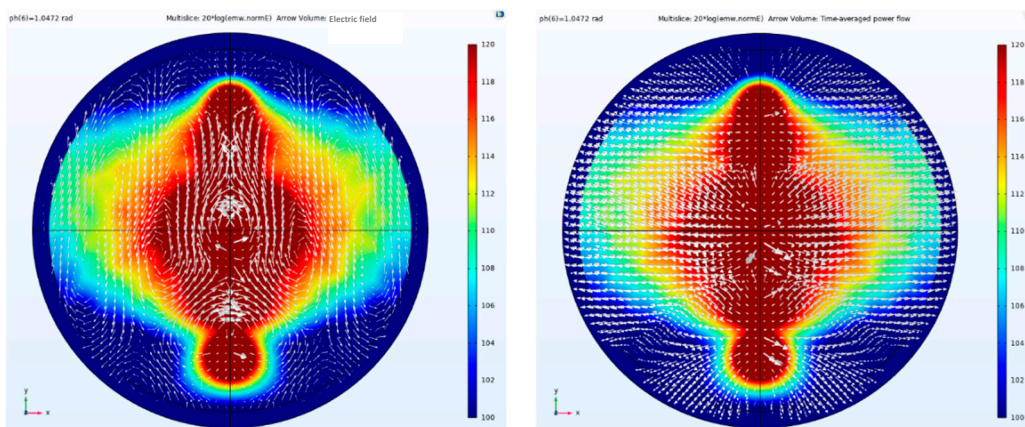 ph(6)=1.0472 rad
Multislice: 20*log(emw.normE) Arrow Volume: Electric field
120
118
116
114
112
110
108
106
104
102
100
y
x
ph(6)=1.0472 rad
Multislice: 20*log(emw.normE) Arrow Volume: Time-averaged power flow
120
118
116
114
112
110
108
106
104
102
100
y
x